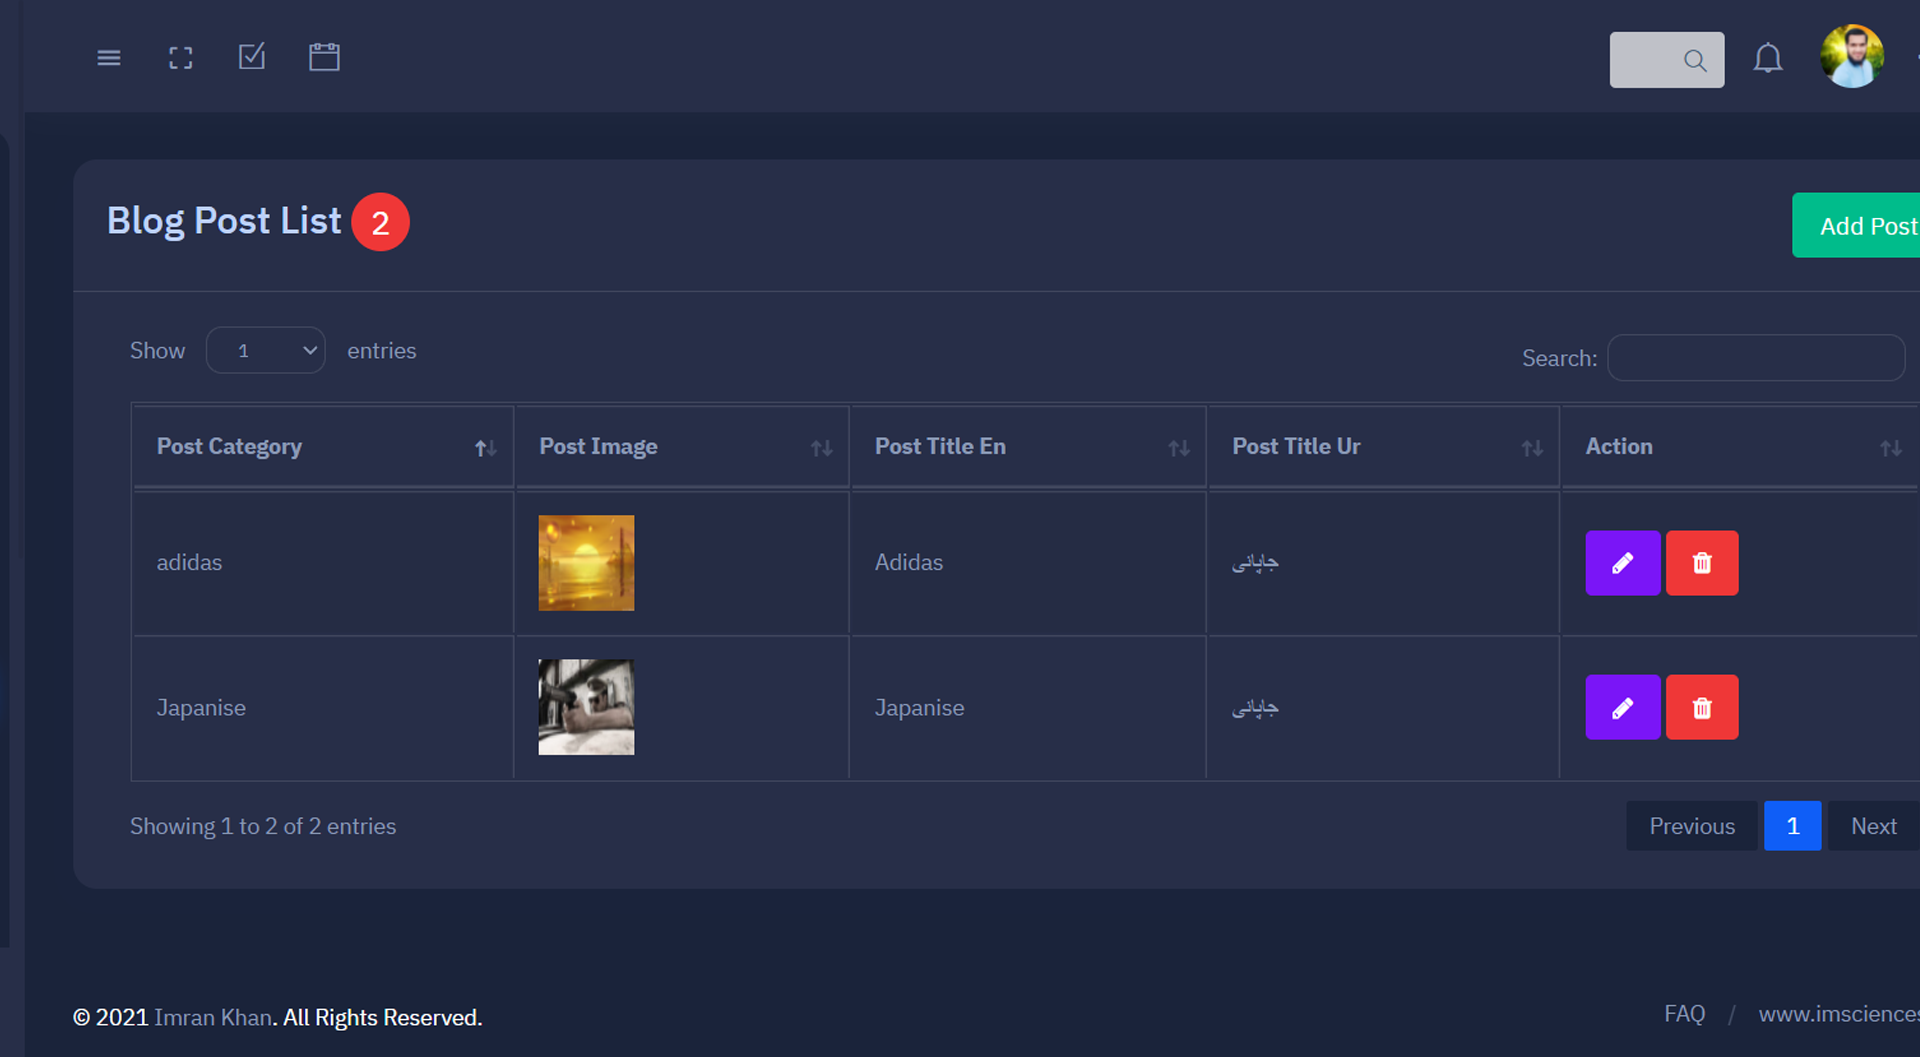 Blog Post List 2
Add Post
Show 1 entries
Search:
Post Category Post Image Post Title En Post Title Ur Action
adidas Adidas جاپانی
Japanise Japanise جاپانی
Showing 1 to 2 of 2 entries
Previous 1 Next
© 2021 Imran Khan. All Rights Reserved.
FAQ / www.imsciences